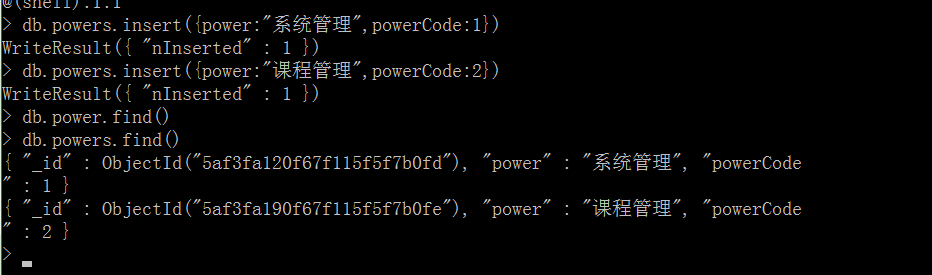 @(shell):1:1
> db.powers.insert({power:"系统管理",powerCode:1})
WriteResult({ "nInserted" : 1 })
> db.powers.insert({power:"课程管理",powerCode:2})
WriteResult({ "nInserted" : 1 })
> db.power.find()
> db.powers.find()
{ "_id" : ObjectId("5af3fa120f67f115f5f7b0fd"), "power" : "系统管理", "powerCode
" : 1 }
{ "_id" : ObjectId("5af3fa190f67f115f5f7b0fe"), "power" : "课程管理", "powerCode
" : 2 }
>